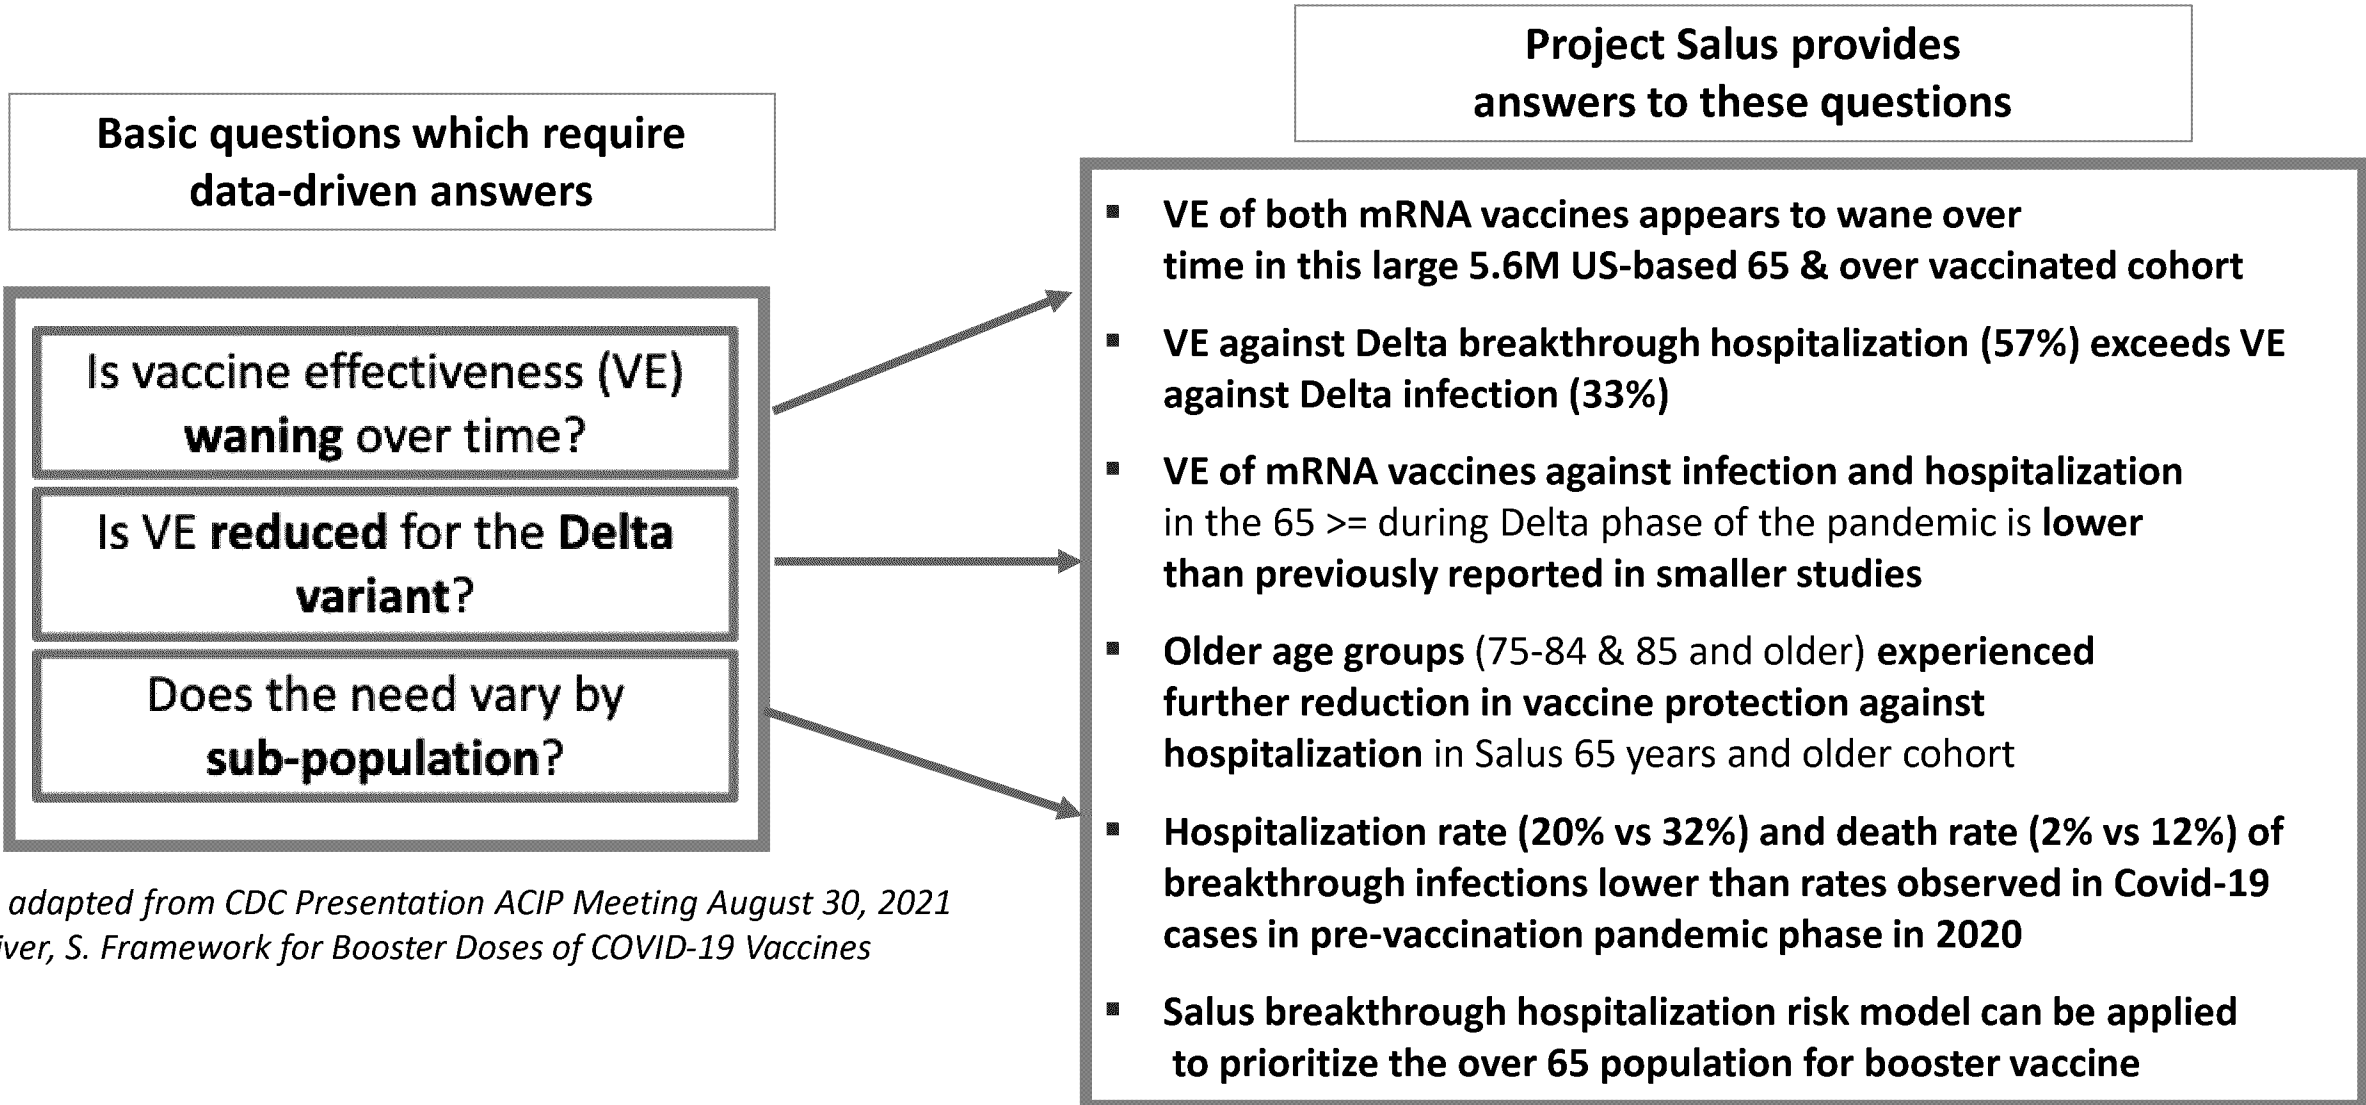 Basic questions which require
data-driven answers
Is vaccine effectiveness (VE)
waning over time?
Is VE reduced for the Delta
variant?
Does the need vary by
sub-population?
adapted from CDC Presentation ACIP Meeting August 30, 2021
S. Framework for Booster Doses of COVID-19 Vaccines
Project Salus provides
answers to these questions
▪ VE of both mRNA vaccines appears to wane over
time in this large 5.6M US-based 65 & over vaccinated cohort
▪ VE against Delta breakthrough hospitalization (57%) exceeds VE
against Delta infection (33%)
▪ VE of mRNA vaccines against infection and hospitalization
in the 65 >= during Delta phase of the pandemic is lower
than previously reported in smaller studies
▪ Older age groups (75-84 & 85 and older) experienced
further reduction in vaccine protection against
hospitalization in Salus 65 years and older cohort
▪ Hospitalization rate (20% vs 32%) and death rate (2% vs 12%) of
breakthrough infections lower than rates observed in Covid-19
cases in pre-vaccination pandemic phase in 2020
▪ Salus breakthrough hospitalization risk model can be applied
to prioritize the over 65 population for booster vaccine